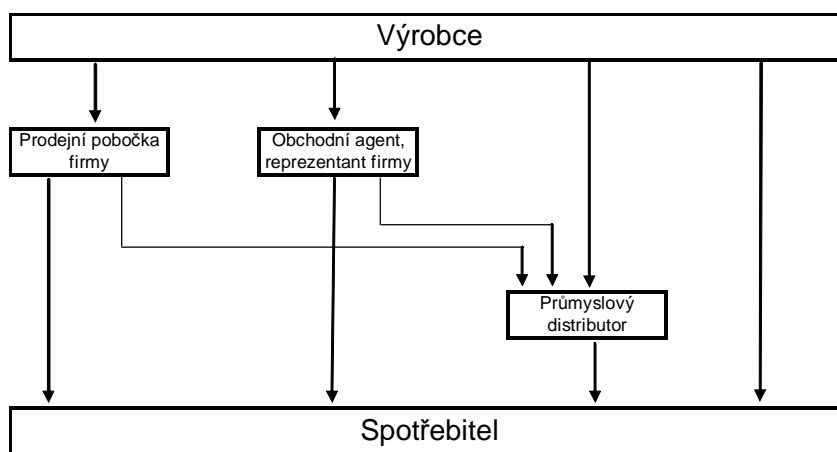 Výrobce
Prodejní pobočka
firmy
Obchodní agent,
reprezentant firmy
Průmyslový
distributor
Spotřebitel